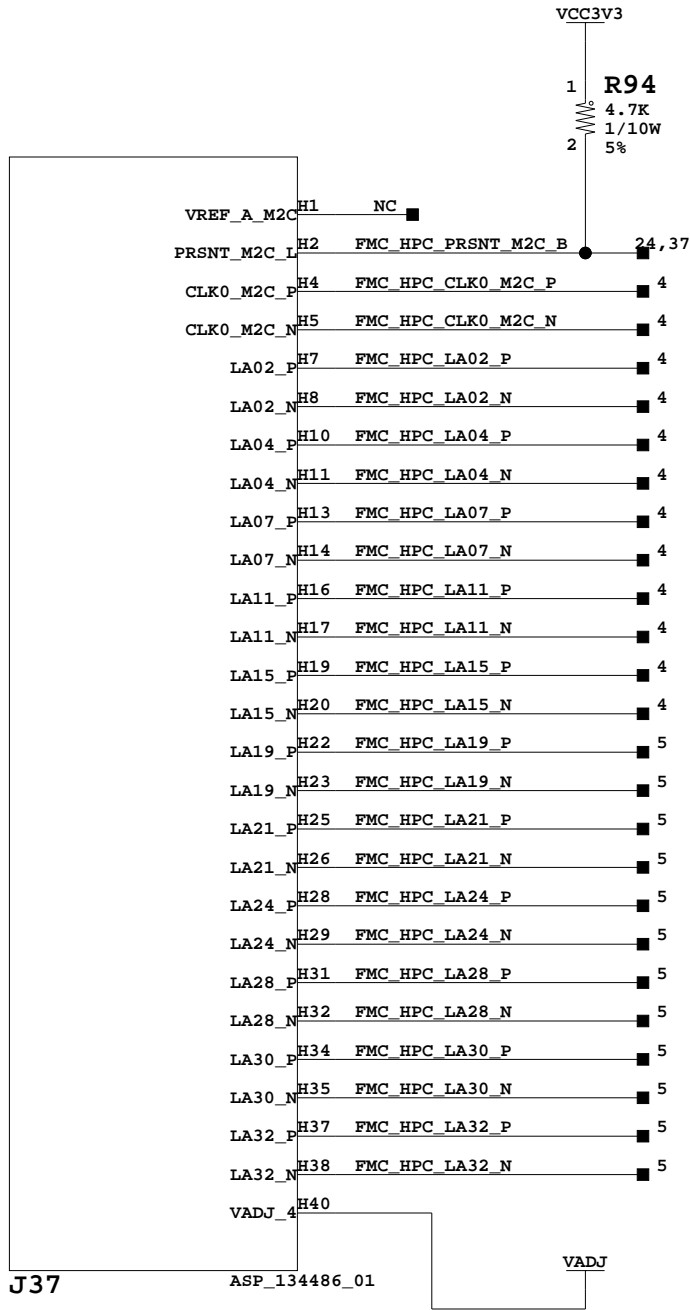 VCC3V3
1 R94
4.7K
1/10W
2 5%
VREF_A_M2C H1 NC
PRSNT_M2C_L H2 FMC_HPC_PRSNT_M2C_B 24,37
CLK0_M2C_P H4 FMC_HPC_CLK0_M2C_P 4
CLK0_M2C_N H5 FMC_HPC_CLK0_M2C_N 4
LA02_P H7 FMC_HPC_LA02_P 4
LA02_N H8 FMC_HPC_LA02_N 4
LA04_P H10 FMC_HPC_LA04_P 4
LA04_N H11 FMC_HPC_LA04_N 4
LA07_P H13 FMC_HPC_LA07_P 4
LA07_N H14 FMC_HPC_LA07_N 4
LA11_P H16 FMC_HPC_LA11_P 4
LA11_N H17 FMC_HPC_LA11_N 4
LA15_P H19 FMC_HPC_LA15_P 4
LA15_N H20 FMC_HPC_LA15_N 4
LA19_P H22 FMC_HPC_LA19_P 5
LA19_N H23 FMC_HPC_LA19_N 5
LA21_P H25 FMC_HPC_LA21_P 5
LA21_N H26 FMC_HPC_LA21_N 5
LA24_P H28 FMC_HPC_LA24_P 5
LA24_N H29 FMC_HPC_LA24_N 5
LA28_P H31 FMC_HPC_LA28_P 5
LA28_N H32 FMC_HPC_LA28_N 5
LA30_P H34 FMC_HPC_LA30_P 5
LA30_N H35 FMC_HPC_LA30_N 5
LA32_P H37 FMC_HPC_LA32_P 5
LA32_N H38 FMC_HPC_LA32_N 5
VADJ_4 H40
VADJ
J37 ASP_134486_01